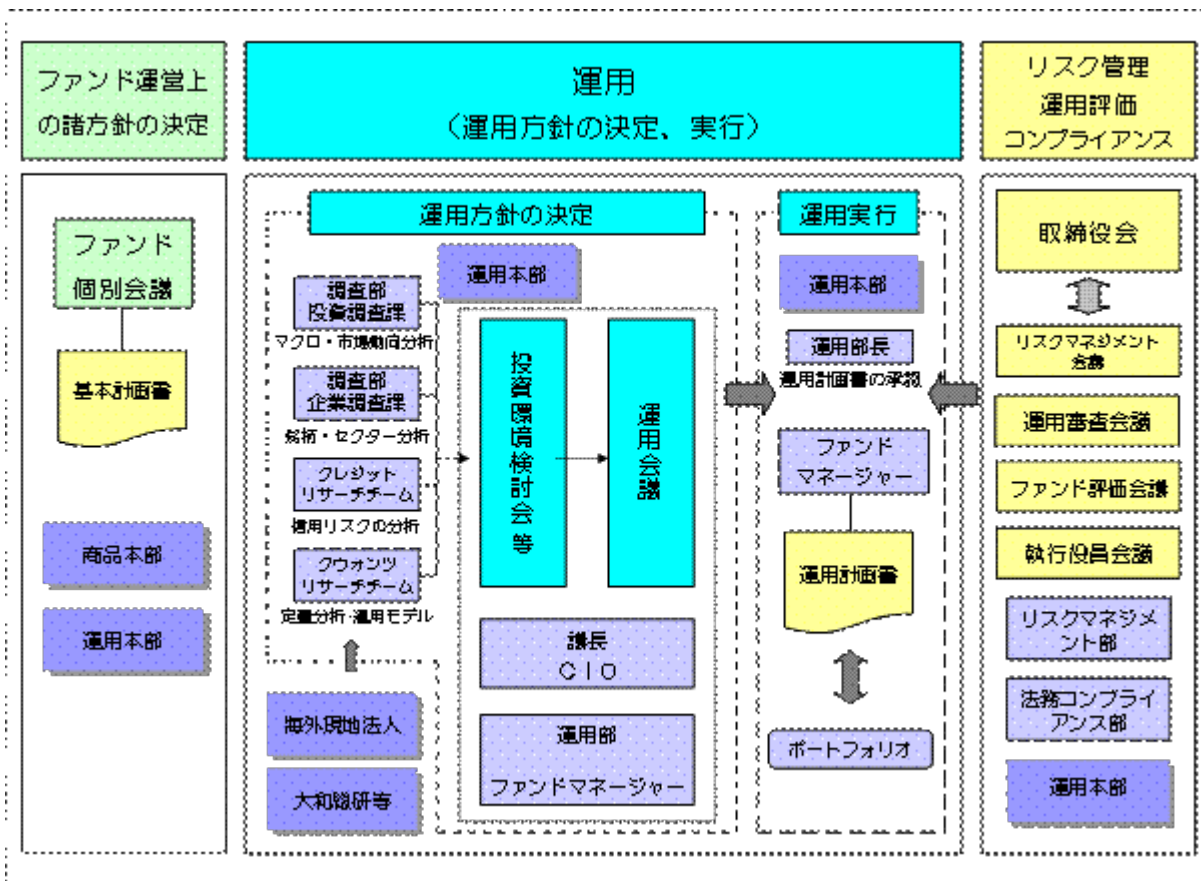 ファンド運営上
の諸方針の決定
運用
(運用方針の決定、実行)
リスク管理
運用評価
コンプライアンス
ファンド
個別会議
基本計画書
商品本部
運用本部
運用方針の決定
運用本部
調査部
投資調査課
マクロ・市場動向分析
調査部
企業調査課
銘柄・セクター分析
クレジット
リサーチチーム
信用リスクの分析
クウォンツ
リサーチチーム
定量分析・運用モデル
海外現地法人
大和総研等
投資環境検討会等
運用会議
議長
CIO
運用部
ファンドマネージャー
運用実行
運用本部
運用部長
運用計画書の承認
ファンド
マネージャー
運用計画書
ポートフォリオ
取締役会
リスクマネジメント
会議
運用審査会議
ファンド評価会議
執行役員会議
リスクマネジメ
ント部
法務コンプライ
アンス部
運用本部